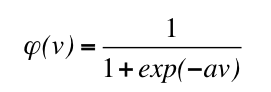 φ(v) = 1 / 1 + exp(−av)